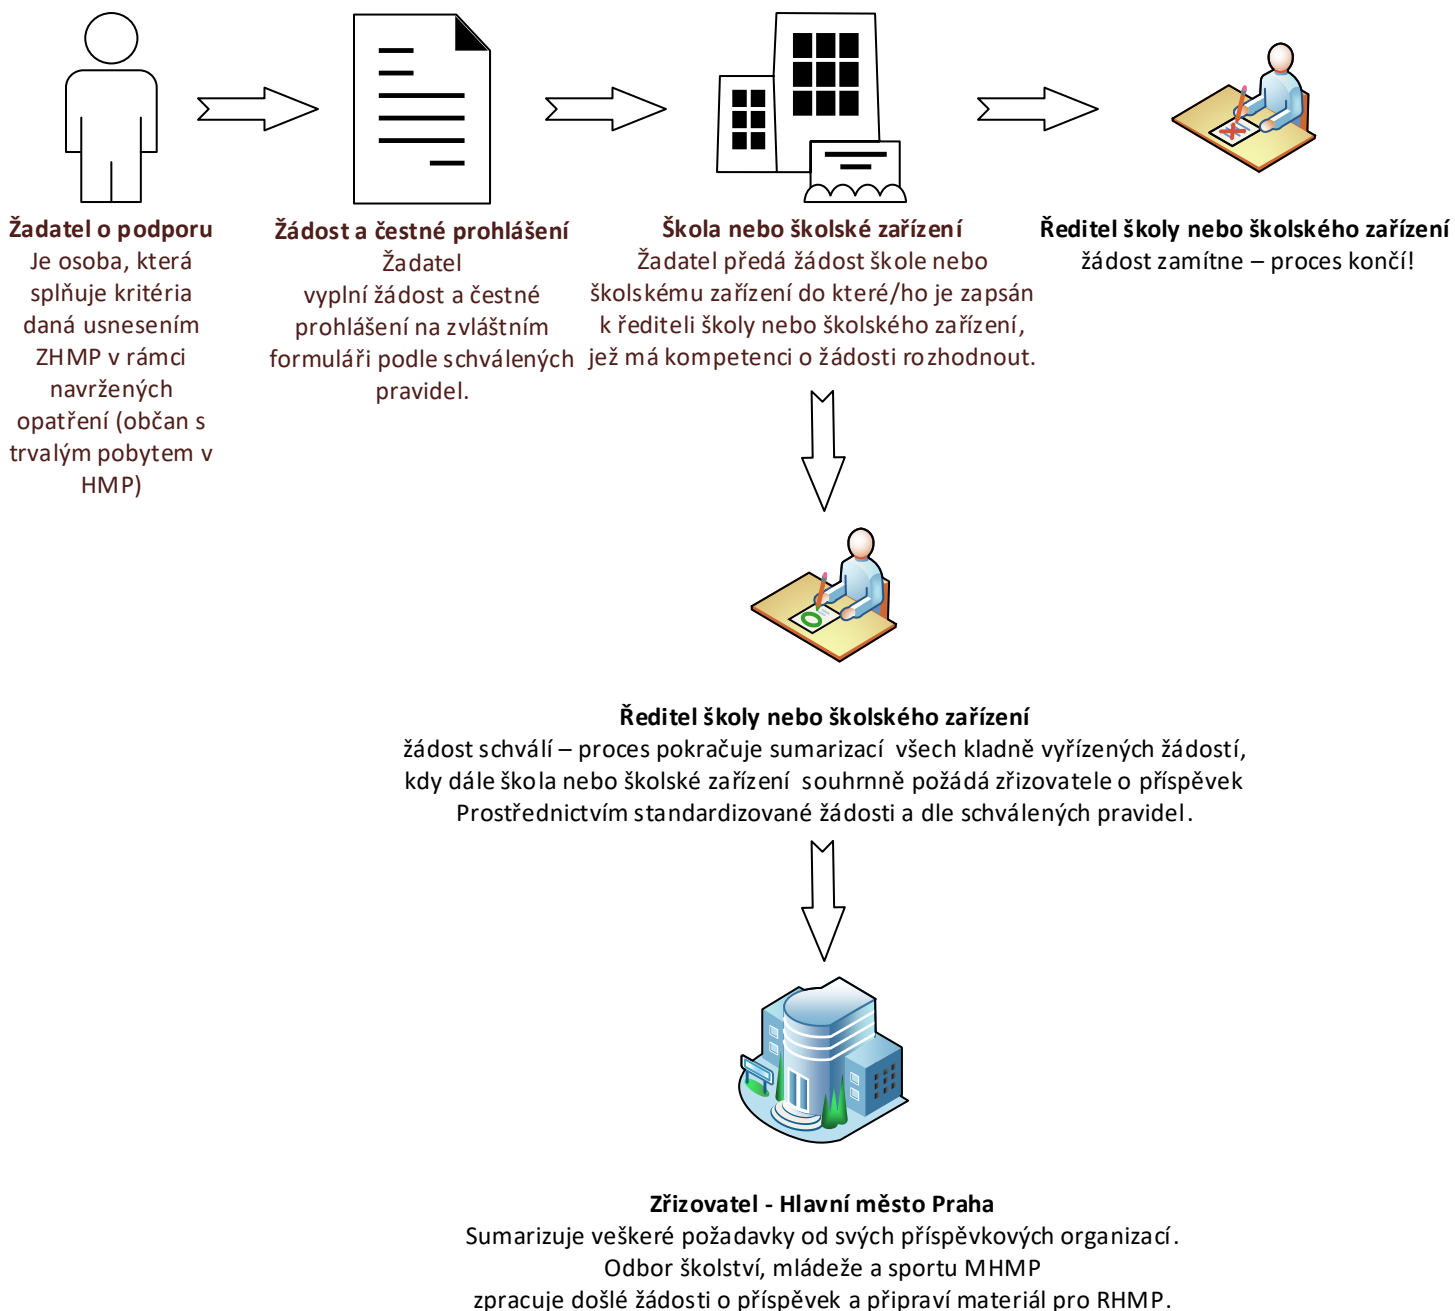 Žadatel o podporu
Je osoba, která
splňuje kritéria
daná usnesením
ZHMP v rámci
navržených
opatření (občan s
trvalým pobytem v
HMP)
Žádost a čestné prohlášení
Žadatel
vyplní žádost a čestné
prohlášení na zvláštním
formuláři podle schválených
pravidel.
Škola nebo školské zařízení
Žadatel předá žádost škole nebo
školskému zařízení do které/ho je zapsán
k řediteli školy nebo školského zařízení,
jež má kompetenci o žádosti rozhodnout.
Ředitel školy nebo školského zařízení
žádost zamítne – proces končí!
Ředitel školy nebo školského zařízení
žádost schválí – proces pokračuje sumarizací všech kladně vyřízených žádostí,
kdy dále škola nebo školské zařízení souhrnně požádá zřizovatele o příspěvek
Prostřednictvím standardizované žádosti a dle schválených pravidel.
Zřizovatel - Hlavní město Praha
Sumarizuje veškeré požadavky od svých příspěvkových organizací.
Odbor školství, mládeže a sportu MHMP
zpracuje došlé žádosti o příspěvek a připraví materiál pro RHMP.